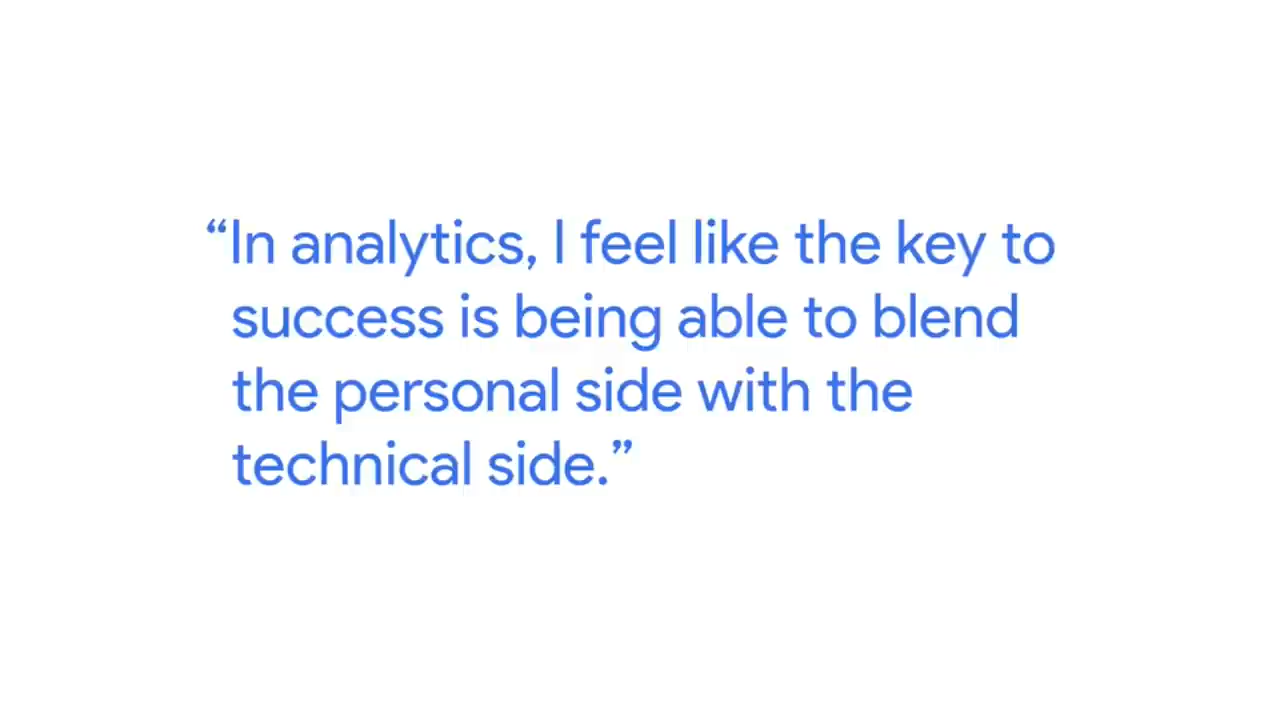 “In analytics, I feel like the key to
success is being able to blend
the personal side with the
technical side.”